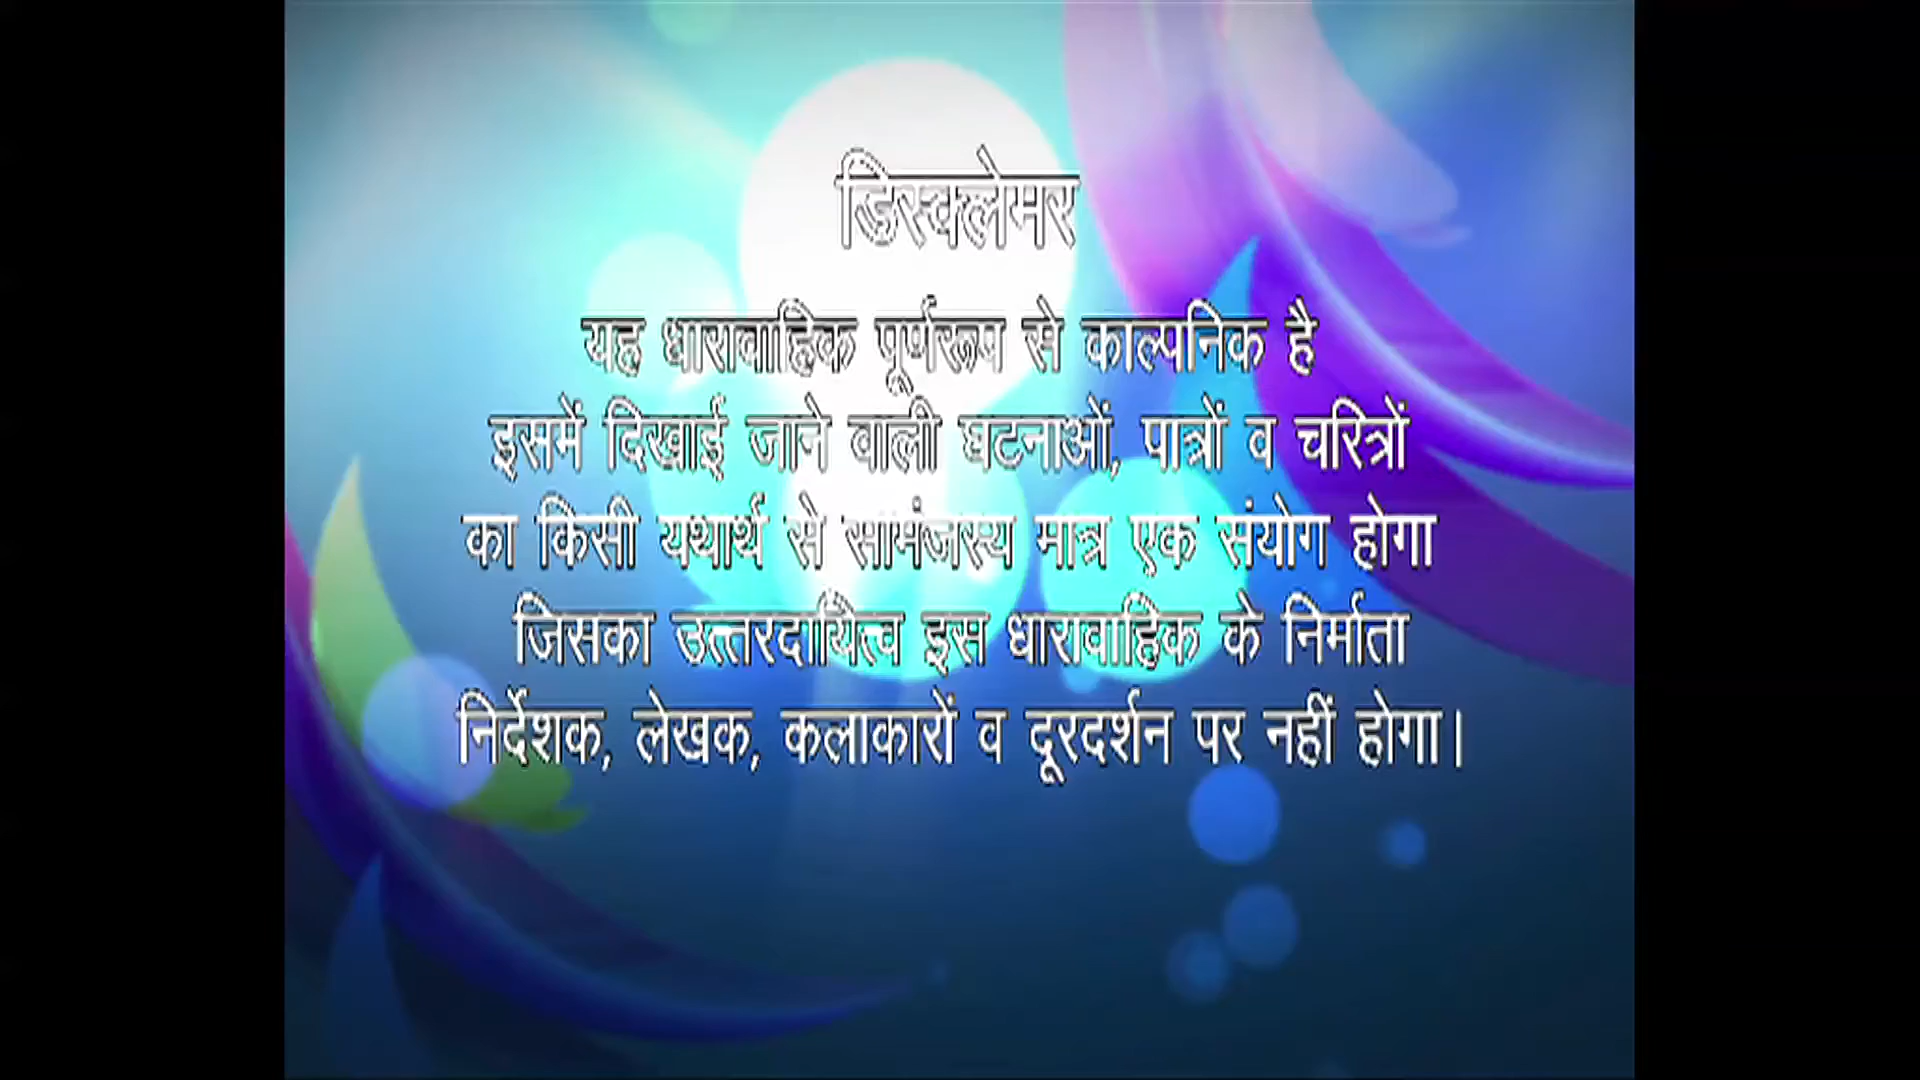 डिस्क्लेमर
यह धारावाहिक पूर्णरूप से काल्पनिक है
इसमें दिखाई जाने वाली घटनाओं, पात्रों व चरित्रों
का किसी यथार्थ से सामंजस्य मात्र एक संयोग होगा
जिसका उत्तरदायित्व इस धारावाहिक के निर्माता
निर्देशक, लेखक, कलाकारों व दूरदर्शन पर नहीं होगा।